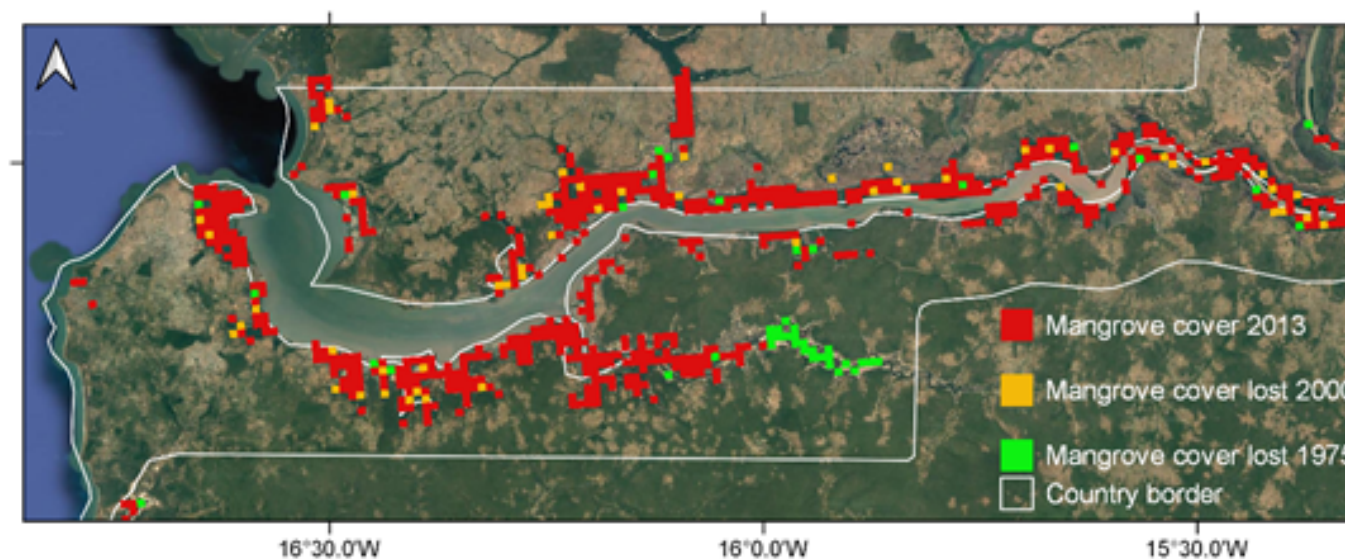 Mangrove cover 2013
Mangrove cover lost 2000
Mangrove cover lost 1975
Country border
16°30.0'W
16°0.0'W
15°30.0'W